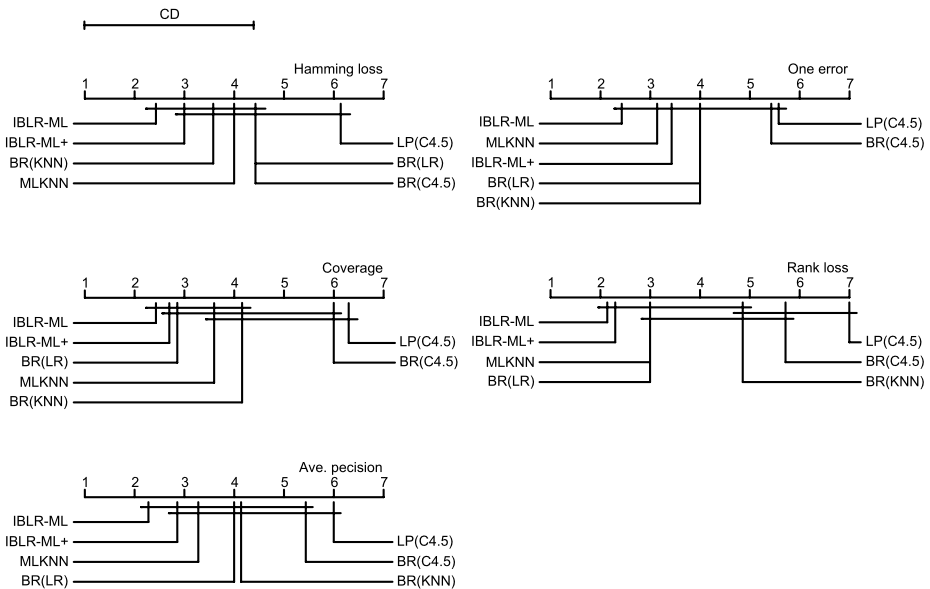 CD
Hamming loss
1 2 3 4 5 6 7
IBLR-ML
IBLR-ML+
BR(KNN)
MLKNN
LP(C4.5)
BR(LR)
BR(C4.5)
One error
1 2 3 4 5 6 7
IBLR-ML
MLKNN
IBLR-ML+
BR(LR)
BR(KNN)
LP(C4.5)
BR(C4.5)
Coverage
1 2 3 4 5 6 7
IBLR-ML
IBLR-ML+
BR(LR)
MLKNN
BR(KNN)
LP(C4.5)
BR(C4.5)
Rank loss
1 2 3 4 5 6 7
IBLR-ML
IBLR-ML+
MLKNN
BR(LR)
LP(C4.5)
BR(C4.5)
BR(KNN)
Ave. pecision
1 2 3 4 5 6 7
IBLR-ML
IBLR-ML+
MLKNN
BR(LR)
LP(C4.5)
BR(C4.5)
BR(KNN)